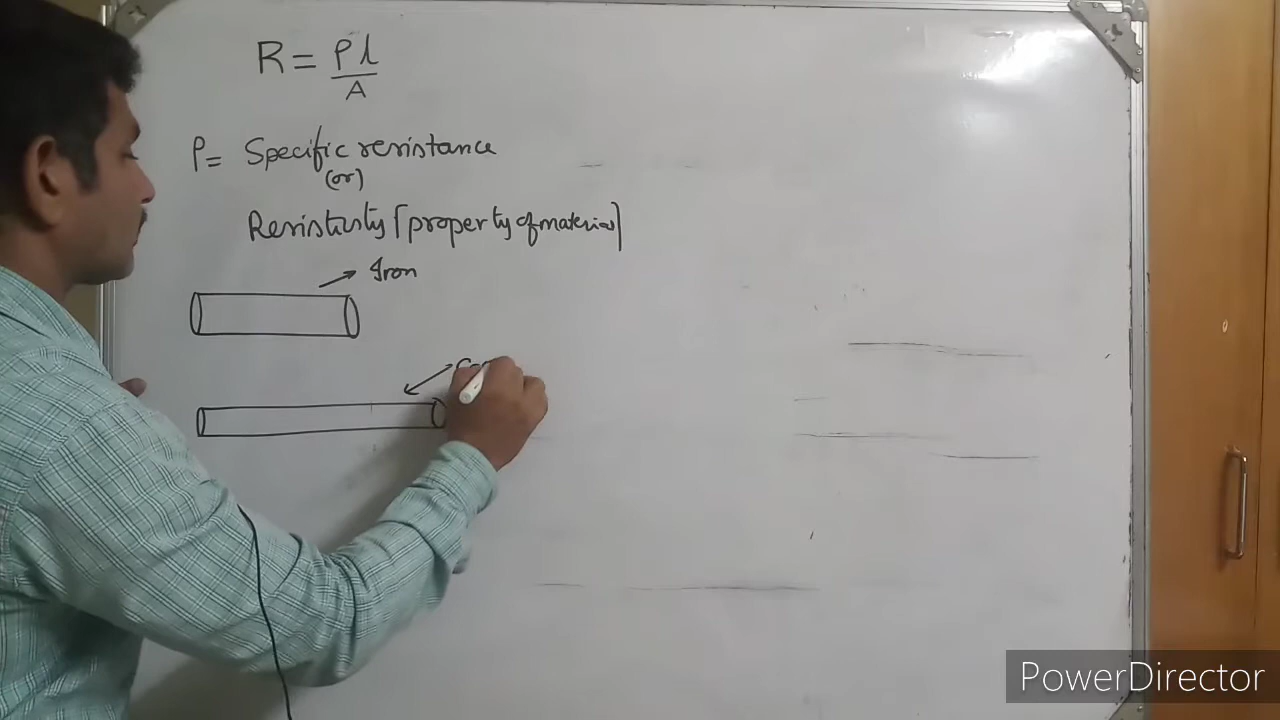 R = ρl
A
ρ = Specific resistance
(or)
Resistivity [property of material]
Iron
PowerDirector